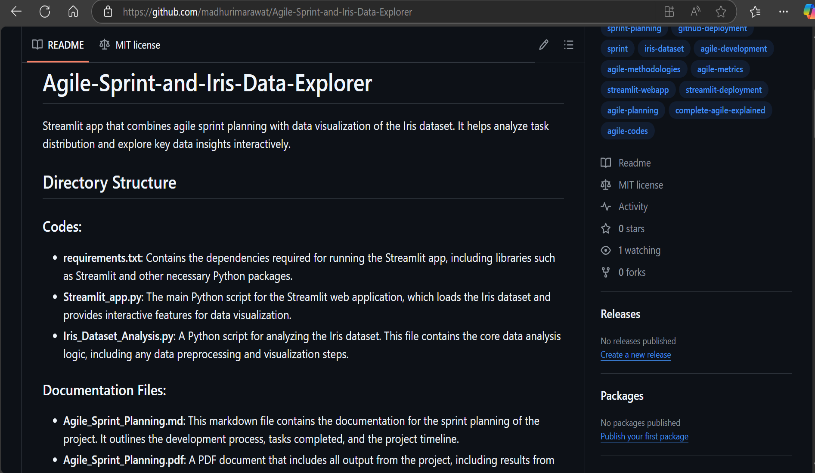 https://github.com/madhurimarawat/Agile-Sprint-and-Iris-Data-Explorer
README
MIT license
Agile-Sprint-and-Iris-Data-Explorer
Streamlit app that combines agile sprint planning with data visualization of the Iris dataset. It helps analyze task
distribution and explore key data insights interactively.
Directory Structure
Codes:
requirements.txt: Contains the dependencies required for running the Streamlit app, including libraries such
as Streamlit and other necessary Python packages.
Streamlit_app.py: The main Python script for the Streamlit web application, which loads the Iris dataset and
provides interactive features for data visualization.
Iris_Dataset_Analysis.py: A Python script for analyzing the Iris dataset. This file contains the core data analysis
logic, including any data preprocessing and visualization steps.
Documentation Files:
Agile_Sprint_Planning.md: This markdown file contains the documentation for the sprint planning of the
project. It outlines the development process, tasks completed, and the project timeline.
Agile_Sprint_Planning.pdf: A PDF document that includes all output from the project, including results from
sprint-planning github-deployment
sprint iris-dataset agile-development
agile-methodologies agile-metrics
streamlit-webapp streamlit-deployment
agile-planning complete-agile-explained
agile-codes
Readme
MIT license
Activity
0 stars
1 watching
0 forks
Releases
No releases published
Create a new release
Packages
No packages published
Publish your first package